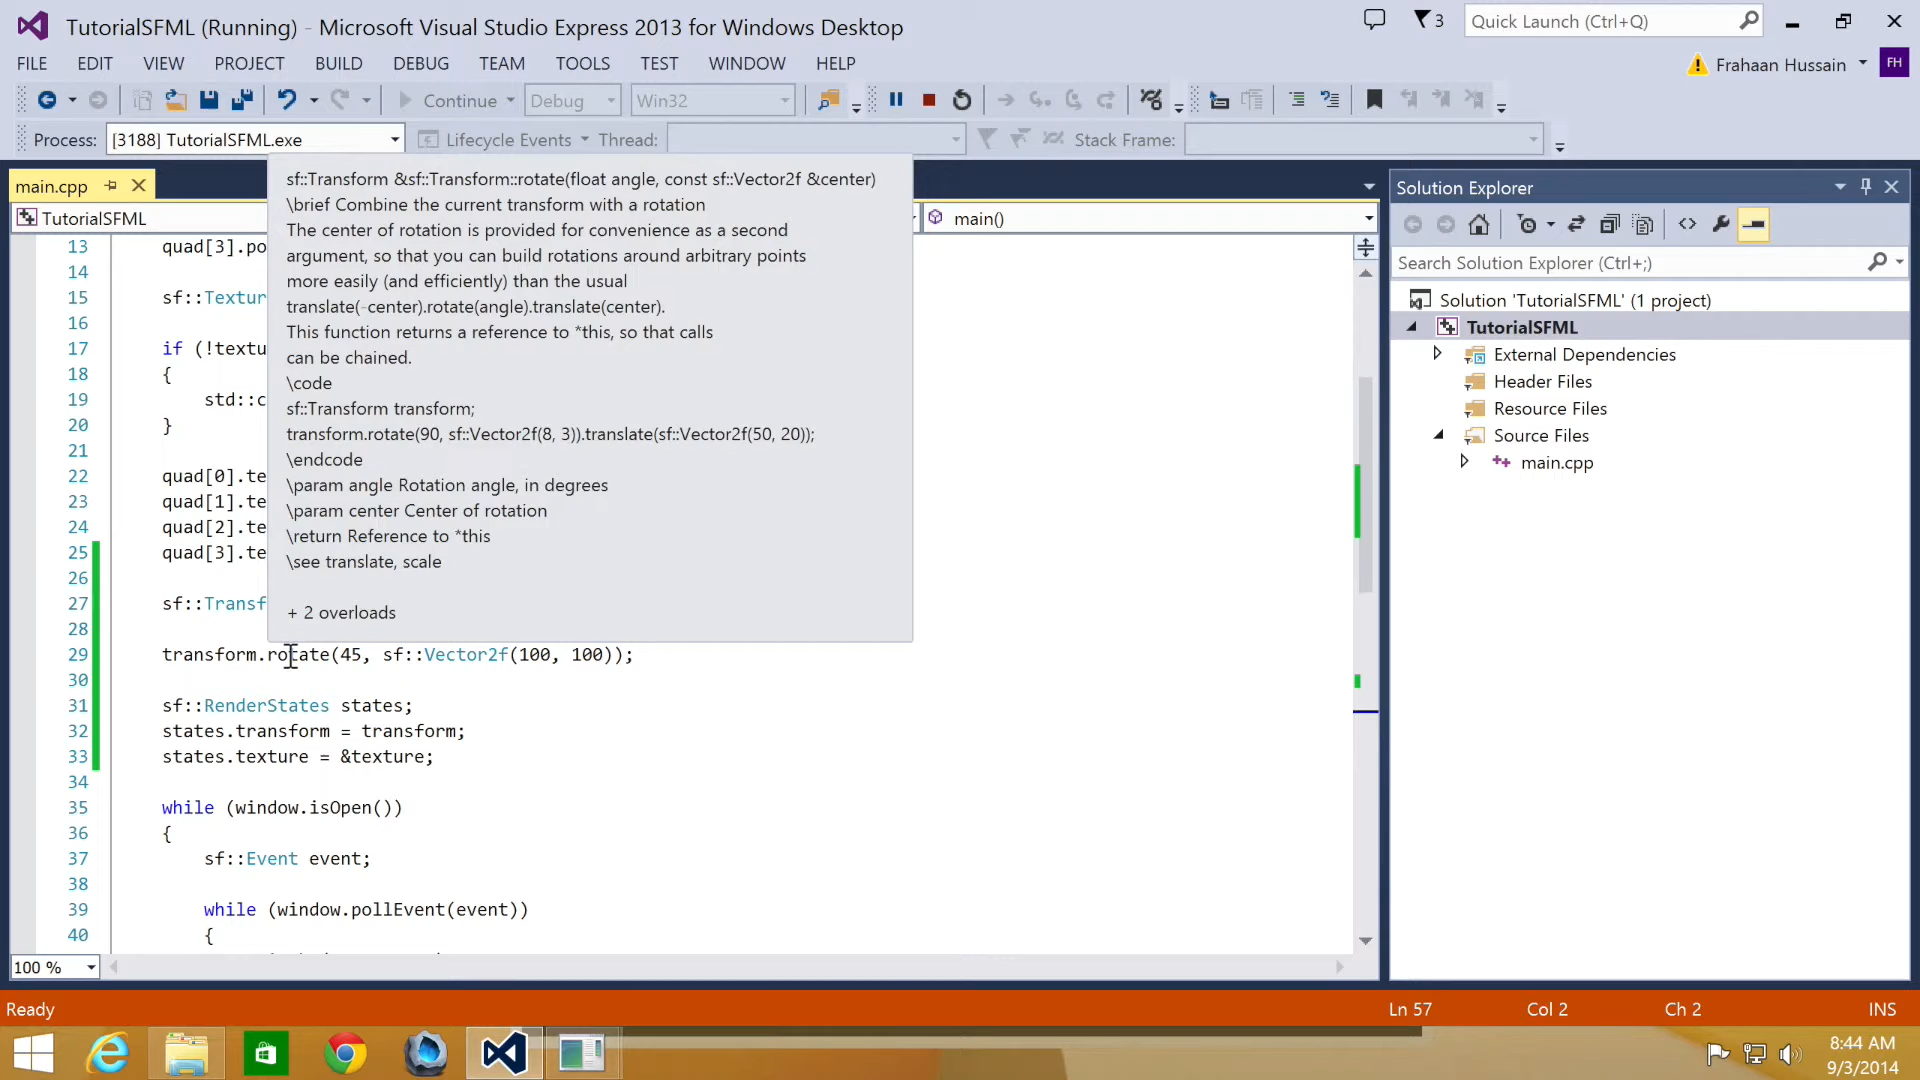 TutorialSFML (Running) - Microsoft Visual Studio Express 2013 for Windows Desktop
3
Quick Launch (Ctrl+Q)
FILE EDIT VIEW PROJECT BUILD DEBUG TEAM TOOLS TEST WINDOW HELP
Frahaan Hussain
FH
Continue
Debug
Win32
Process: [3188] TutorialSFML.exe
Lifecycle Events
Thread:
Stack Frame:
main.cpp
TutorialSFML
main()
sf::Transform &sf::Transform::rotate(float angle, const sf::Vector2f &center)
\brief Combine the current transform with a rotation
The center of rotation is provided for convenience as a second
argument, so that you can build rotations around arbitrary points
more easily (and efficiently) than the usual
translate(-center).rotate(angle).translate(center).
This function returns a reference to *this, so that calls
can be chained.
\code
sf::Transform transform;
transform.rotate(90, sf::Vector2f(8, 3)).translate(sf::Vector2f(50, 20));
\endcode
\param angle Rotation angle, in degrees
\param center Center of rotation
\return Reference to *this
\see translate, scale
+ 2 overloads
13 quad[3].po
14
15 sf::Textur
16
17 if (!textu
18 {
19 std::c
20 }
21
22 quad[0].te
23 quad[1].te
24 quad[2].te
25 quad[3].te
26
27 sf::Transf
28
29 transform.rotate(45, sf::Vector2f(100, 100));
30
31 sf::RenderStates states;
32 states.transform = transform;
33 states.texture = &texture;
34
35 while (window.isOpen())
36 {
37 sf::Event event;
38
39 while (window.pollEvent(event))
40 {
100 %
Solution Explorer
Search Solution Explorer (Ctrl+;)
Solution 'TutorialSFML' (1 project)
TutorialSFML
External Dependencies
Header Files
Resource Files
Source Files
main.cpp
Ready
Ln 57
Col 2
Ch 2
INS
8:44 AM
9/3/2014